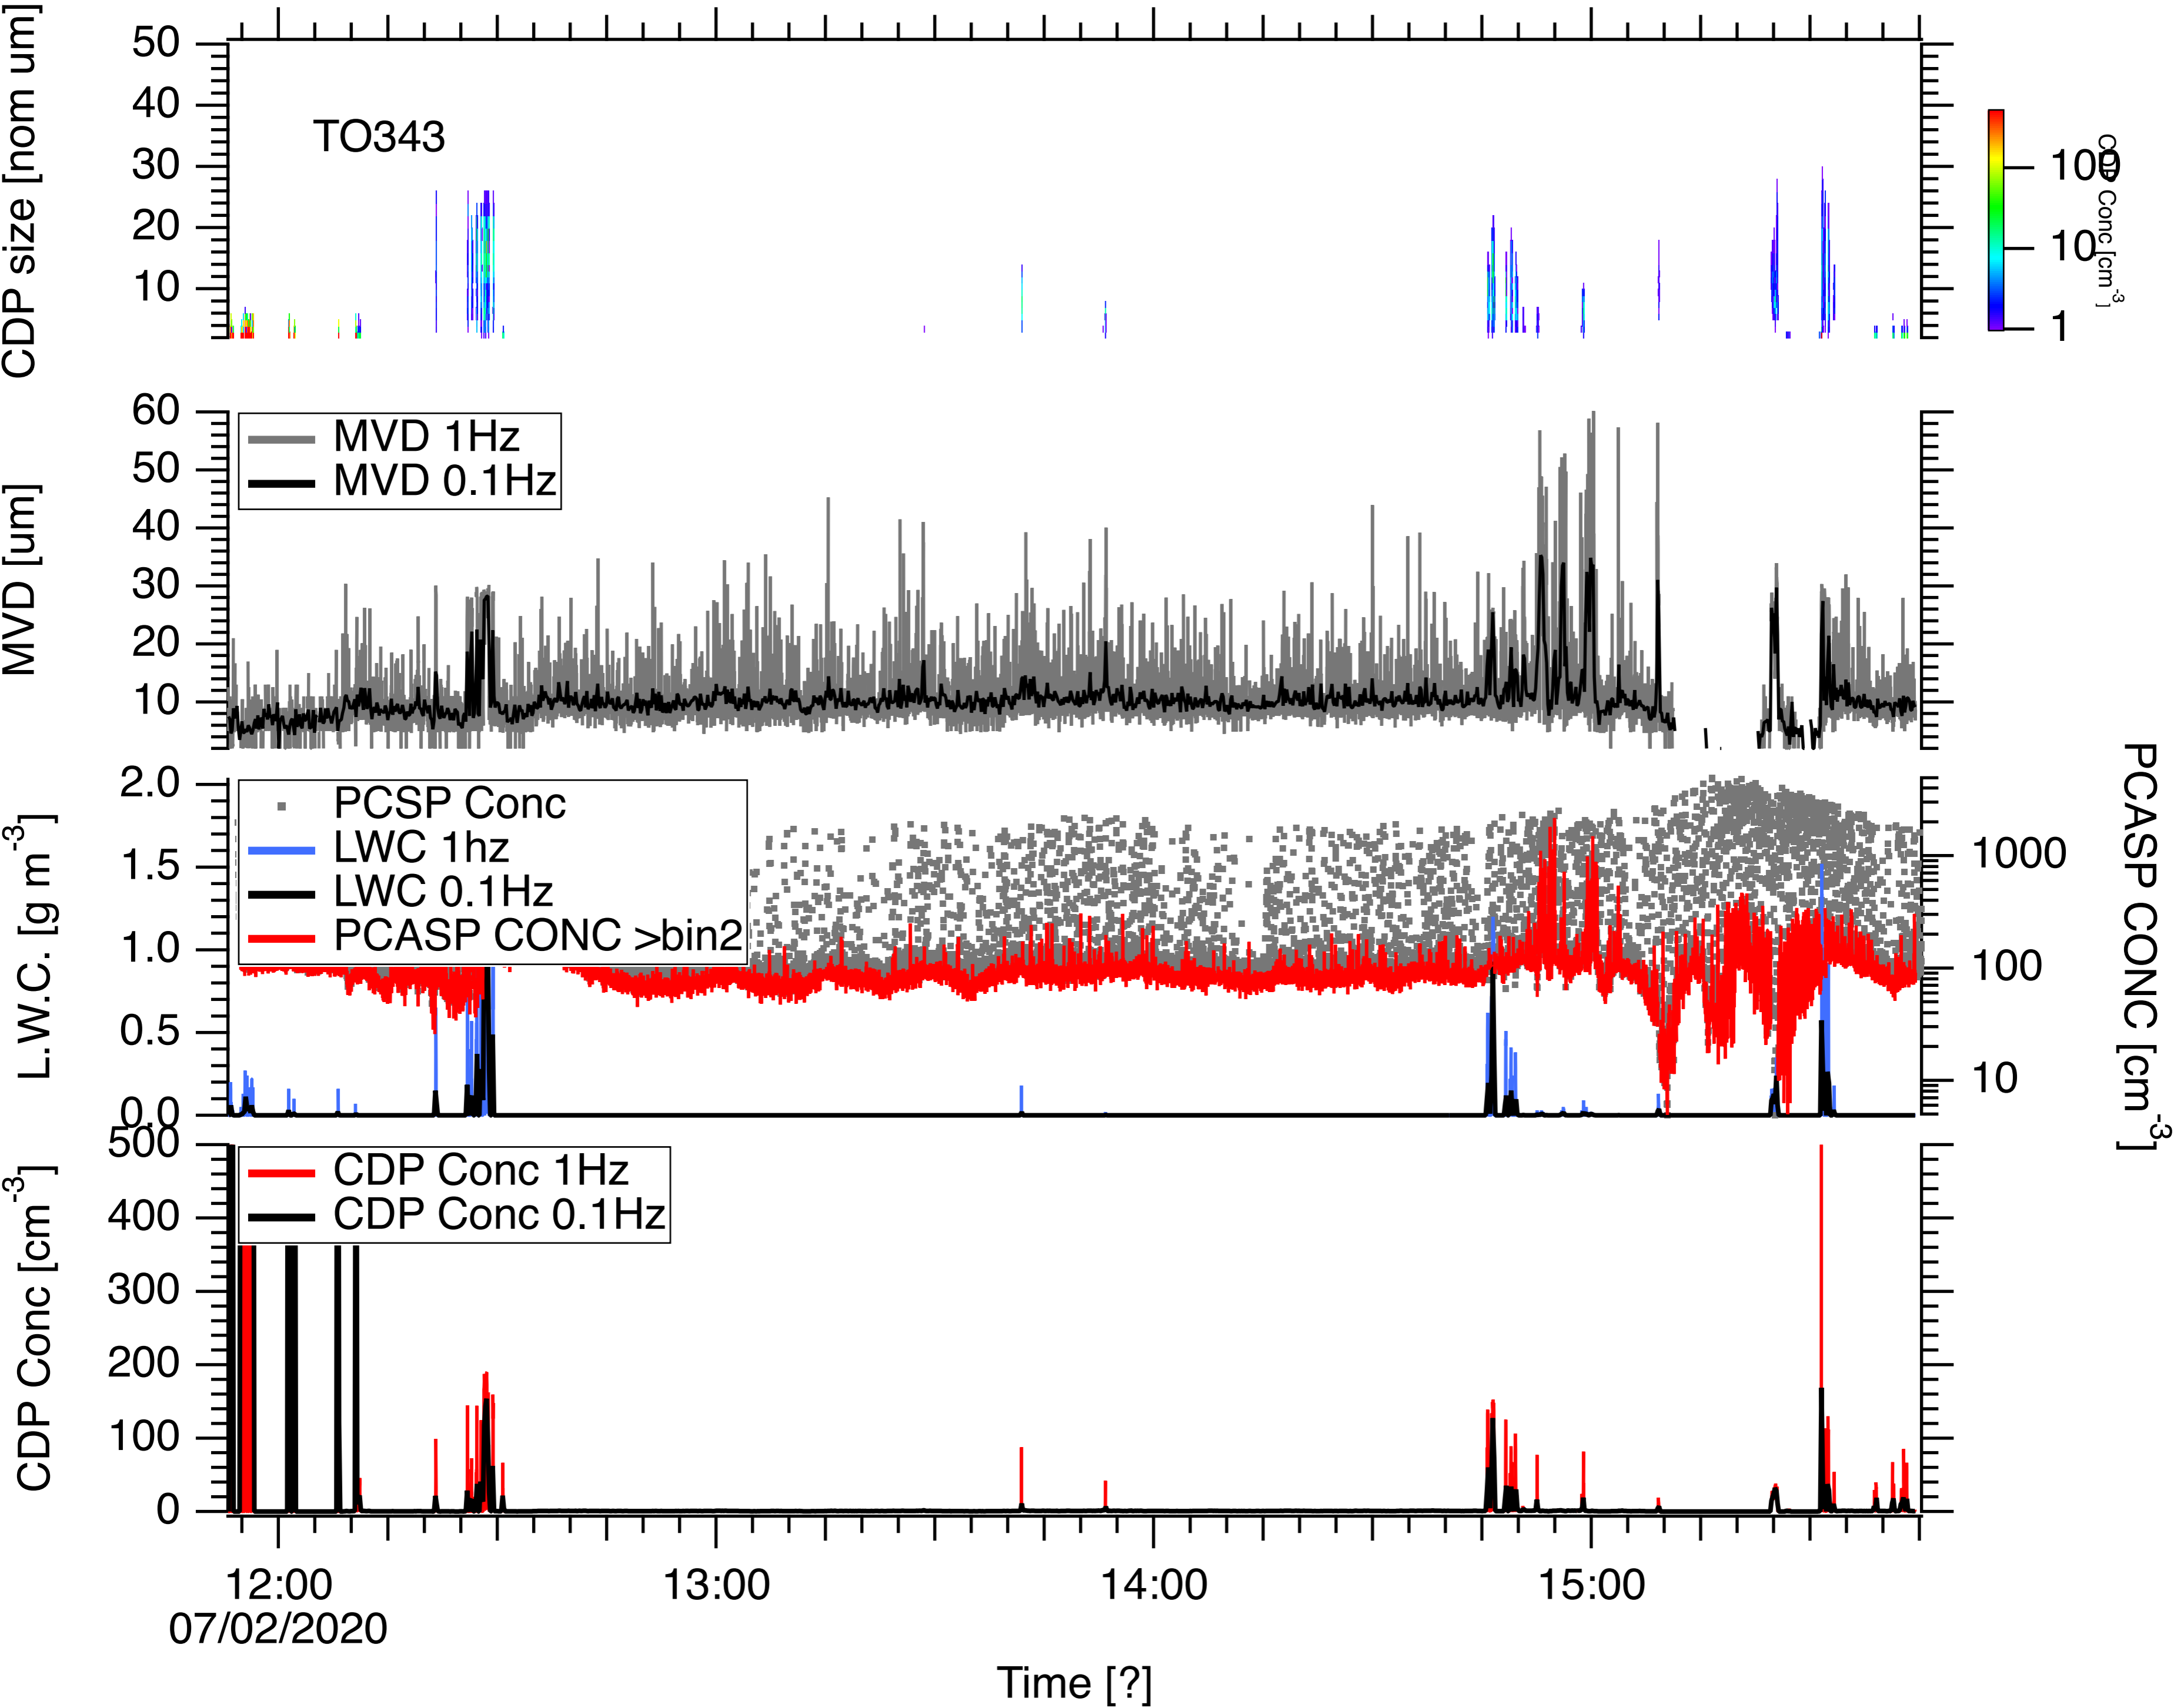 CDP size [nom um]
50
40
30
20
10
TO343
100
10
1
CDP Conc [cm-3]
MVD [um]
60
50
40
30
20
10
MVD 1Hz
MVD 0.1Hz
L.W.C. [g m-3]
2.0
1.5
1.0
0.5
0.0
PCSP Conc
LWC 1hz
LWC 0.1Hz
PCASP CONC >bin2
1000
100
10
PCASP CONC [cm-3]
CDP Conc [cm-3]
500
400
300
200
100
0
CDP Conc 1Hz
CDP Conc 0.1Hz
12:00
13:00
14:00
15:00
07/02/2020
Time [?]